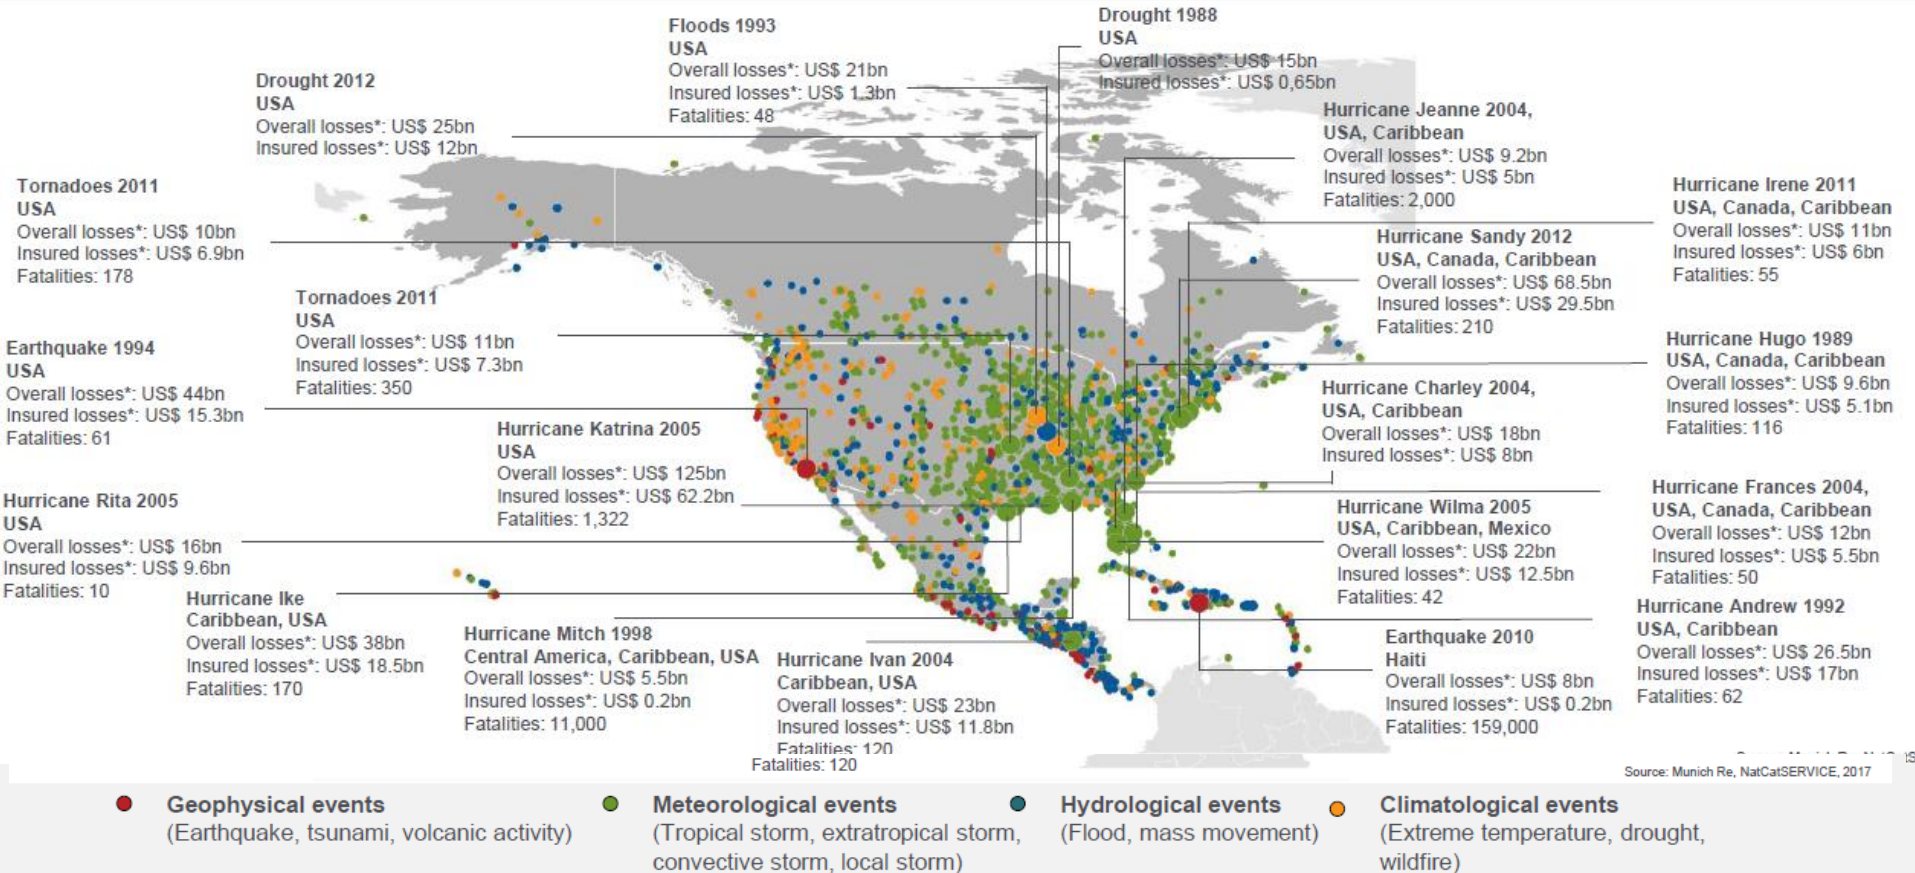 Floods 1993
USA
Overall losses*: US$ 21bn
Insured losses*: US$ 1.3bn
Fatalities: 48
Drought 1988
USA
Overall losses*: US$ 15bn
Insured losses*: US$ 0,65bn
Drought 2012
USA
Overall losses*: US$ 25bn
Insured losses*: US$ 12bn
Hurricane Jeanne 2004,
USA, Caribbean
Overall losses*: US$ 9.2bn
Insured losses*: US$ 5bn
Fatalities: 2,000
Tornadoes 2011
USA
Overall losses*: US$ 10bn
Insured losses*: US$ 6.9bn
Fatalities: 178
Hurricane Irene 2011
USA, Canada, Caribbean
Overall losses*: US$ 11bn
Insured losses*: US$ 6bn
Fatalities: 55
Hurricane Sandy 2012
USA, Canada, Caribbean
Overall losses*: US$ 68.5bn
Insured losses*: US$ 29.5bn
Fatalities: 210
Tornadoes 2011
USA
Overall losses*: US$ 11bn
Insured losses*: US$ 7.3bn
Fatalities: 350
Earthquake 1994
USA
Overall losses*: US$ 44bn
Insured losses*: US$ 15.3bn
Fatalities: 61
Hurricane Hugo 1989
USA, Canada, Caribbean
Overall losses*: US$ 9.6bn
Insured losses*: US$ 5.1bn
Fatalities: 116
Hurricane Charley 2004,
USA, Caribbean
Overall losses*: US$ 18bn
Insured losses*: US$ 8bn
Hurricane Katrina 2005
USA
Overall losses*: US$ 125bn
Insured losses*: US$ 62.2bn
Fatalities: 1,322
Hurricane Rita 2005
USA
Overall losses*: US$ 16bn
Insured losses*: US$ 9.6bn
Fatalities: 10
Hurricane Wilma 2005
USA, Caribbean, Mexico
Overall losses*: US$ 22bn
Insured losses*: US$ 12.5bn
Fatalities: 42
Hurricane Frances 2004,
USA, Canada, Caribbean
Overall losses*: US$ 12bn
Insured losses*: US$ 5.5bn
Fatalities: 50
Hurricane Ike
Caribbean, USA
Overall losses*: US$ 38bn
Insured losses*: US$ 18.5bn
Fatalities: 170
Hurricane Mitch 1998
Central America, Caribbean, USA
Overall losses*: US$ 5.5bn
Insured losses*: US$ 0.2bn
Fatalities: 11,000
Hurricane Ivan 2004
Caribbean, USA
Overall losses*: US$ 23bn
Insured losses*: US$ 11.8bn
Fatalities: 120
Fatalities: 120
Earthquake 2010
Haiti
Overall losses*: US$ 8bn
Insured losses*: US$ 0.2bn
Fatalities: 159,000
Hurricane Andrew 1992
USA, Caribbean
Overall losses*: US$ 26.5bn
Insured losses*: US$ 17bn
Fatalities: 62
Source: Munich Re, NatCatSERVICE, 2017
Geophysical events
(Earthquake, tsunami, volcanic activity)
Meteorological events
(Tropical storm, extratropical storm,
convective storm, local storm)
Hydrological events
(Flood, mass movement)
Climatological events
(Extreme temperature, drought,
wildfire)